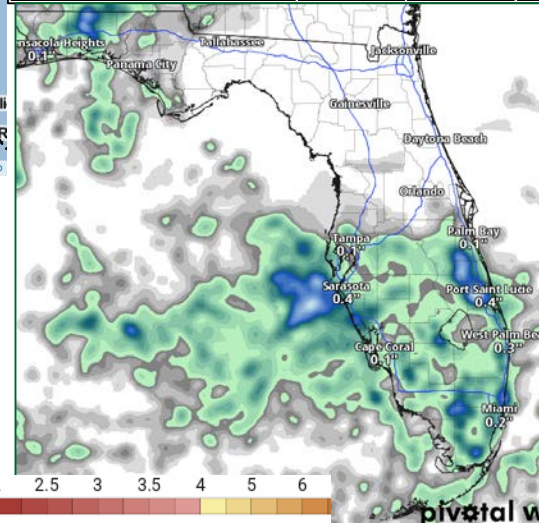 ensacola Heights
0.1"
Tallahassee
Panama City
Jacksonville
Gainesville
Daytona Beach
Orlando
Tampa
0.1"
Palm Bay
0.1"
Sarasota
0.4"
Port Saint Lucie
0.4"
West Palm Bea
0.3"
Cape Coral
0.1"
Miami
0.2"
2.5 3 3.5 4 5 6
pivotal w